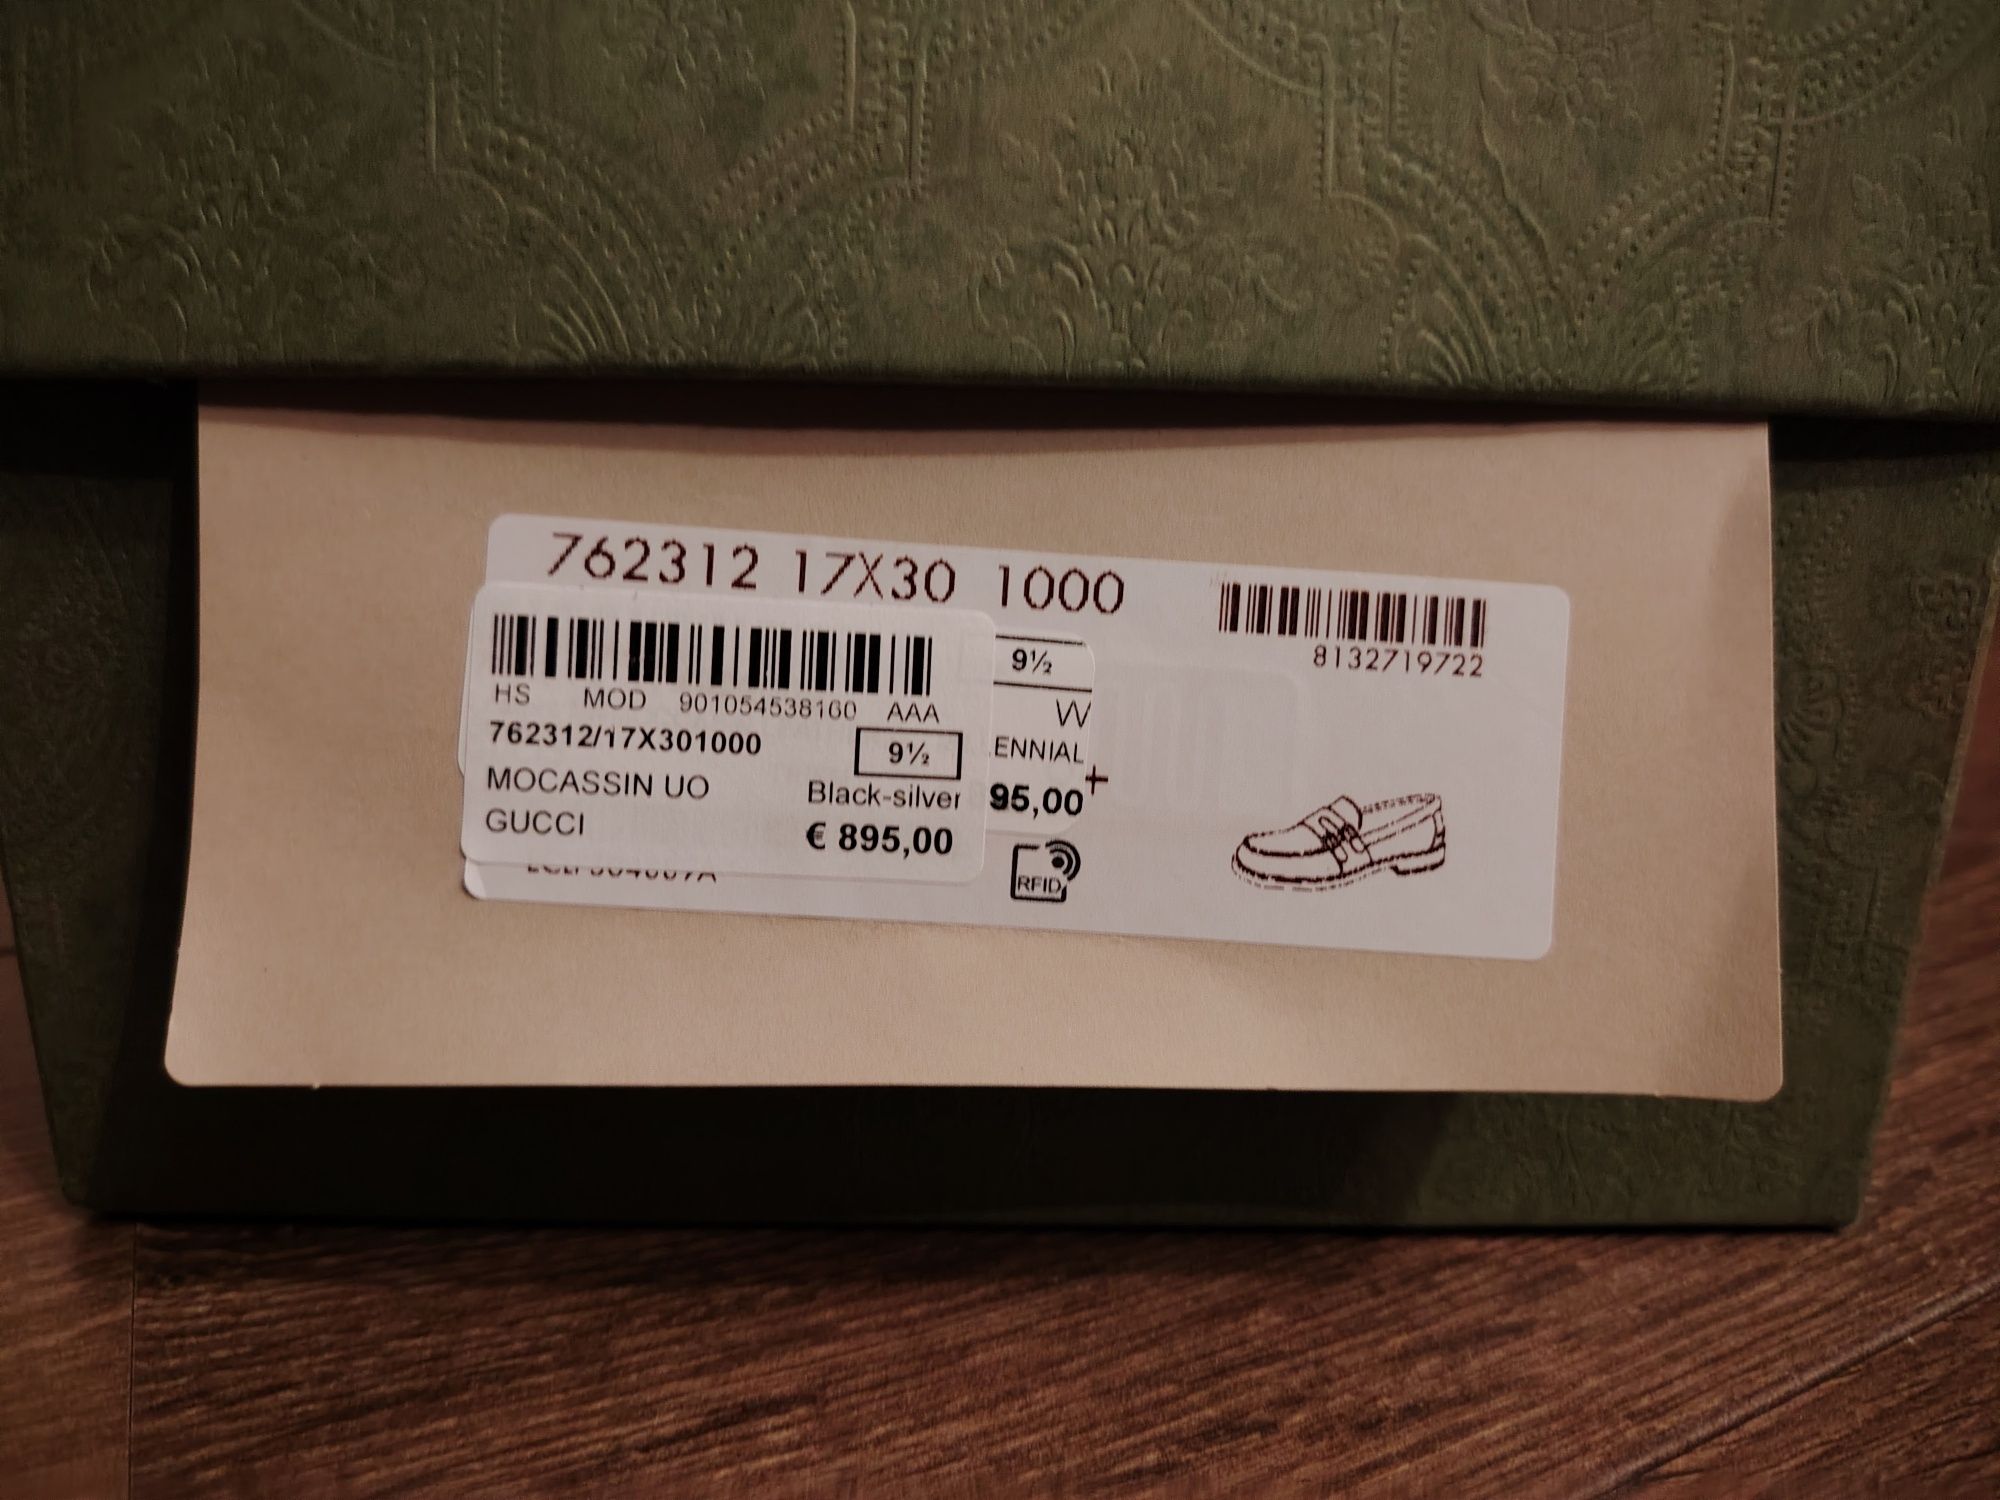 762312 17X30 1000
8132719722
HS MOD 901054538160 AAA
762312/17X301000 9½
MOCASSIN UO Black-silver
GUCCI € 895,00
9½
W
ENNIAL
95,00
RFID